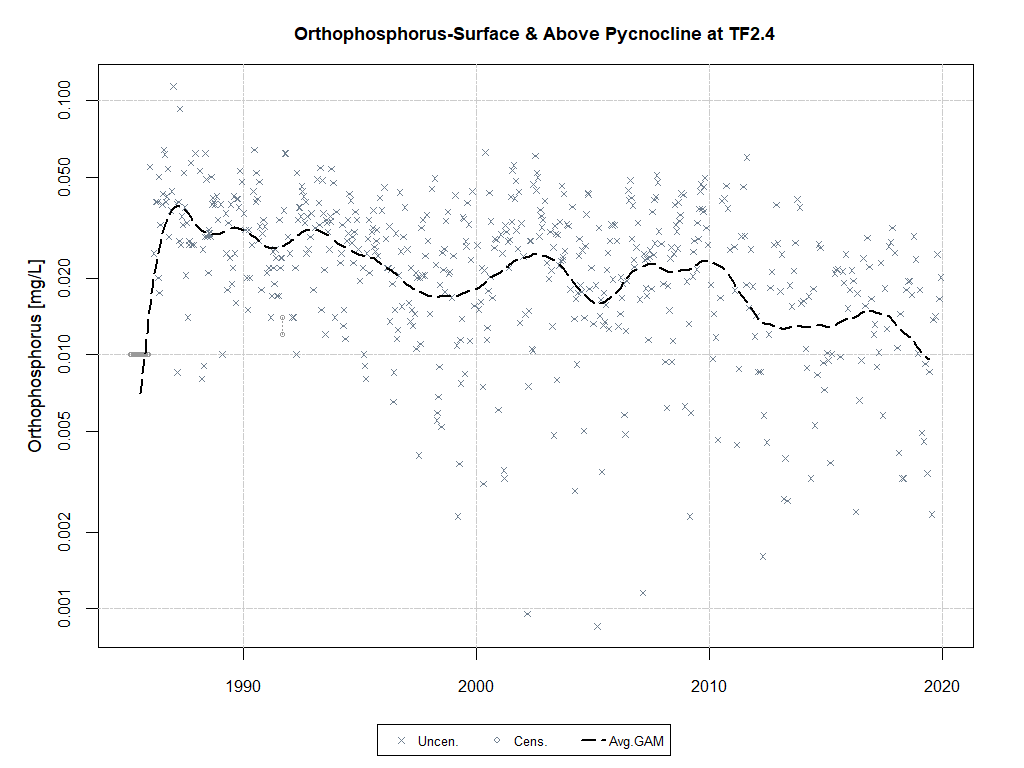 Orthophosphorus-Surface & Above Pycnocline at TF2.4
Orthophosphorus [mg/L]
0.100
0.050
0.020
0.010
0.005
0.002
0.001
1990
2000
2010
2020
Uncen.
Cens.
Avg.GAM